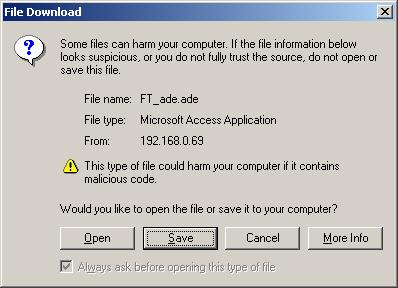 File Download
Some files can harm your computer. If the file information below
looks suspicious, or you do not fully trust the source, do not open or
save this file.
File name: FT_ade.ade
File type: Microsoft Access Application
From: 192.168.0.69
This type of file could harm your computer if it contains
malicious code.
Would you like to open the file or save it to your computer?
Open Save Cancel More Info
Always ask before opening this type of file